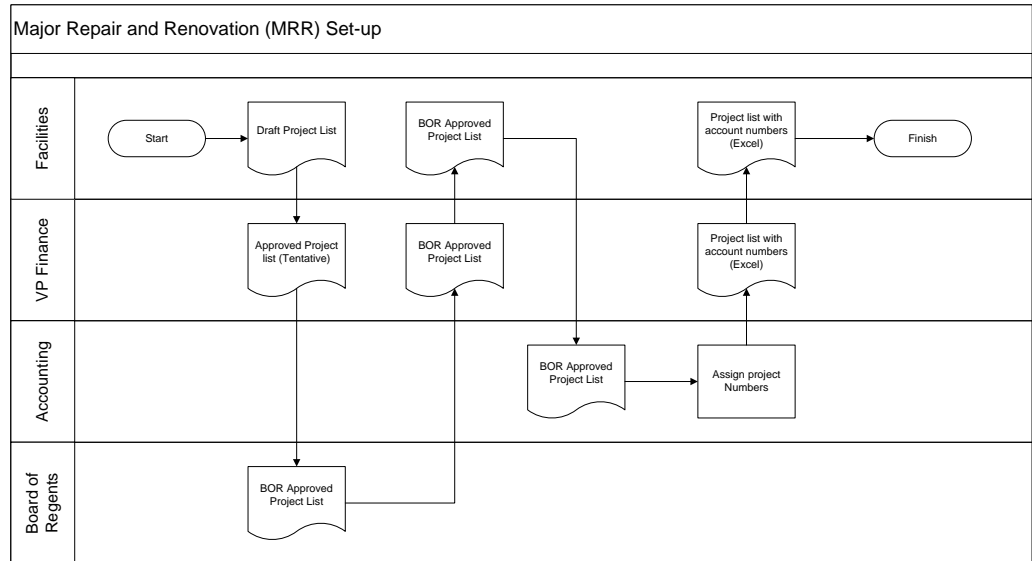 Major Repair and Renovation (MRR) Set-up
Facilities
Start
Draft Project List
BOR Approved
Project List
Project list with
account numbers
(Excel)
Finish
VP Finance
Approved Project
list (Tentative)
BOR Approved
Project List
Project list with
account numbers
(Excel)
Accounting
BOR Approved
Project List
Assign project
Numbers
Board of
Regents
BOR Approved
Project List